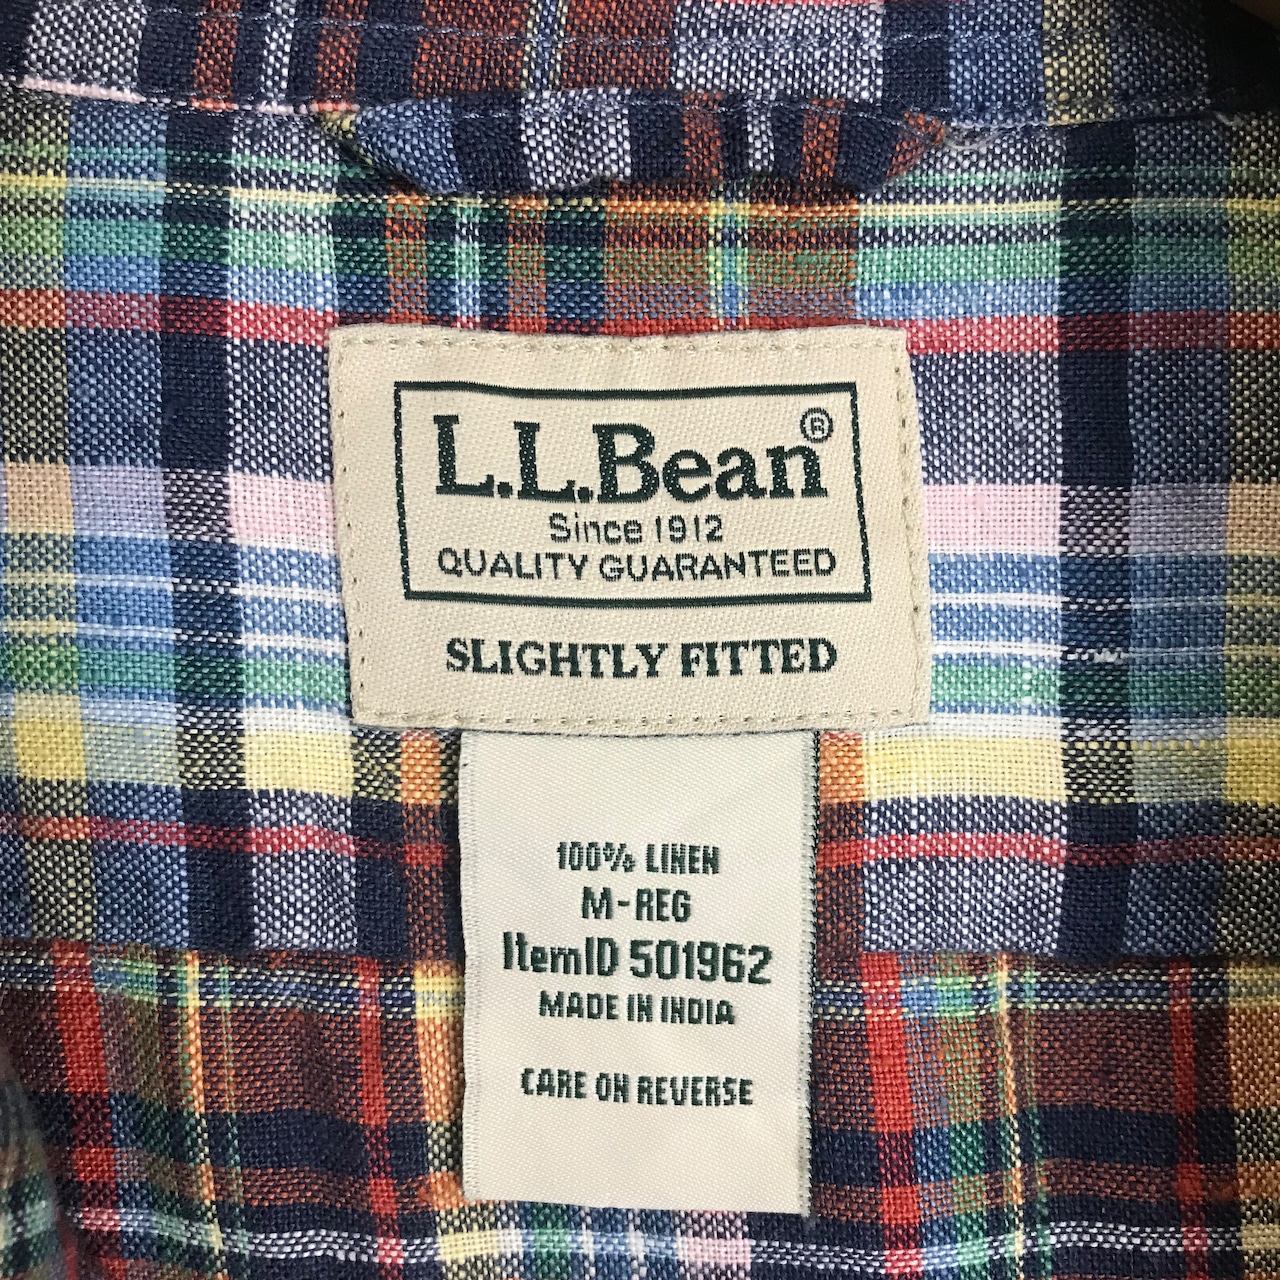 L.L.Bean®
Since 1912
QUALITY GUARANTEED
SLIGHTLY FITTED
100% LINEN
M-REG
ItemID 501962
MADE IN INDIA
CARE ON REVERSE